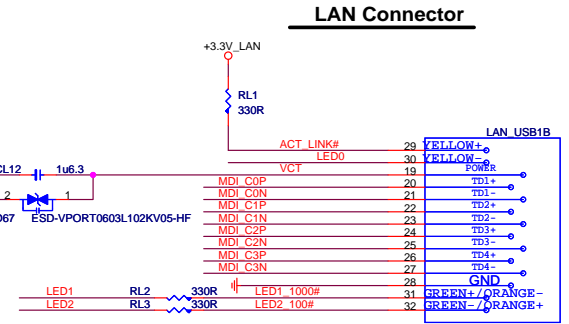 LAN Connector
+3.3V_LAN
RL1
330R
LAN_USB1B
ACT_LINK# 29 YELLOW+
LED0 30 YELLOW-
CL12 1u6.3 VCT 19 POWER
MDI_C0P 20 TD1+
2 1 MDI_C0N 21 TD1-
MDI_C1P 22 TD2+
D67 ESD-VPORT0603L102KV05-HF MDI_C1N 23 TD2-
MDI_C2P 24 TD3+
MDI_C2N 25 TD3-
MDI_C3P 26 TD4+
MDI_C3N 27 TD4-
28 GND
LED1 RL2 330R LED1_1000# 31 GREEN+/ORANGE-
LED2 RL3 330R LED2_100# 32 GREEN-/ORANGE+